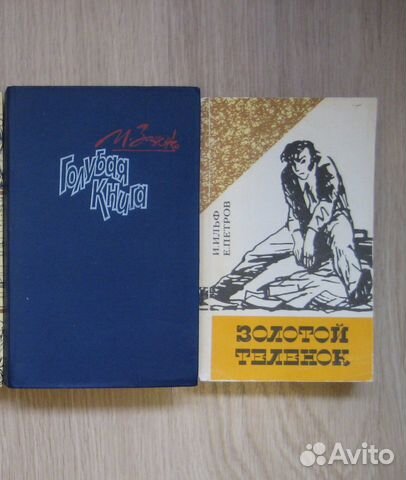 М. Зощенко
Голубая
Книга
И.ИЛЬФ
Е.ПЕТРОВ
ЗОЛОТОЙ
ТЕЛЕНОК
Avito